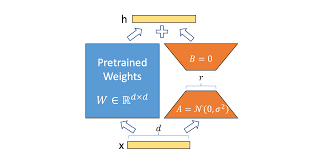 h
Pretrained
Weights
W ∈ ℝ^{d×d}
B = 0
r
A = 𝒩(0, σ²)
d
x